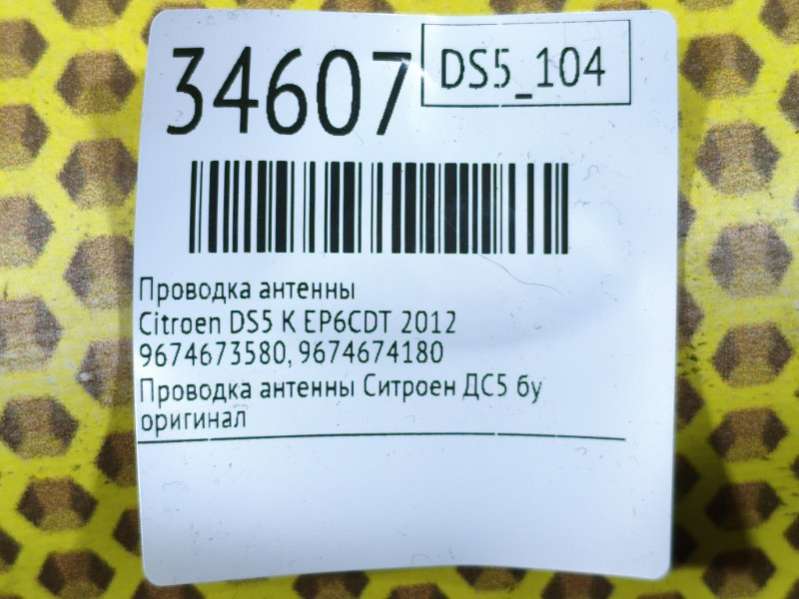 34607
DS5_104
Проводка антенны
Citroen DS5 K EP6CDT 2012
9674673580, 9674674180
Проводка антенны Ситроен ДС5 бу
оригинал